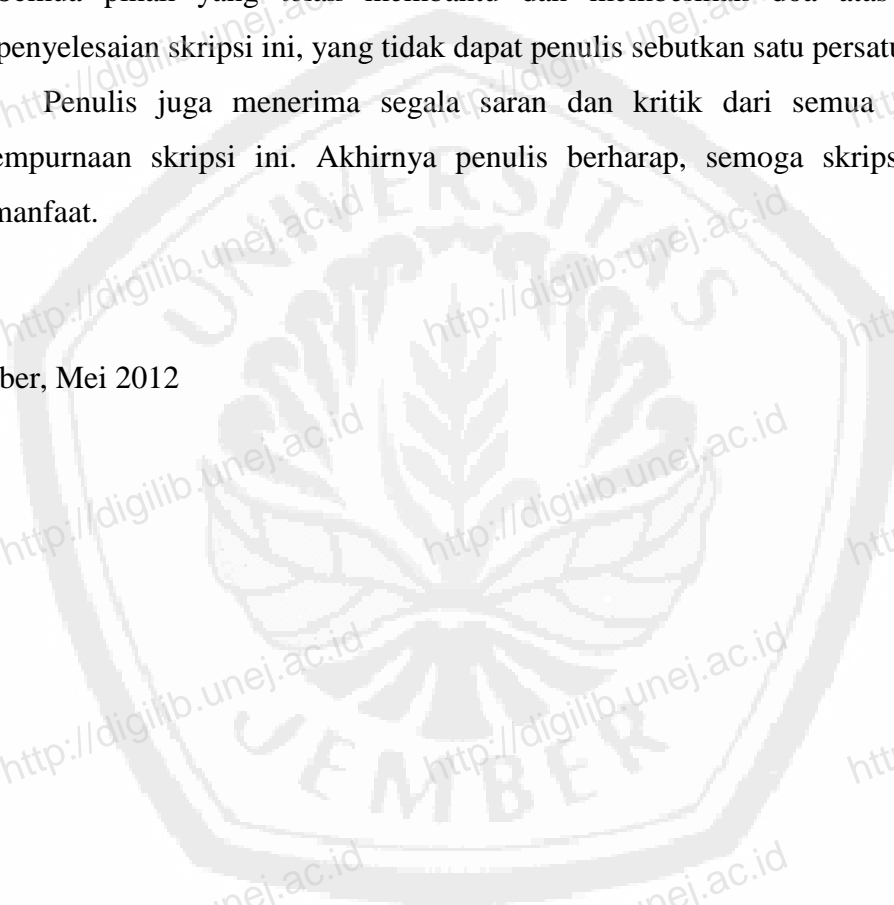 penyelesaian skripsi ini, yang tidak dapat penulis sebutkan satu persatu
Penulis juga menerima segala saran dan kritik dari semua
empurnaan skripsi ini. Akhirnya penulis berharap, semoga skrips
manfaat.
ber, Mei 2012
UNIVERSITAS
JEMBER
http://digilib.unej.ac.id
http://digilib.unej.ac.id
http://digilib.unej.ac.id
http://digilib.unej.ac.id
http://digilib.unej.ac.id
http://digilib.unej.ac.id
http://digilib.unej.ac.id
http://digilib.unej.ac.id